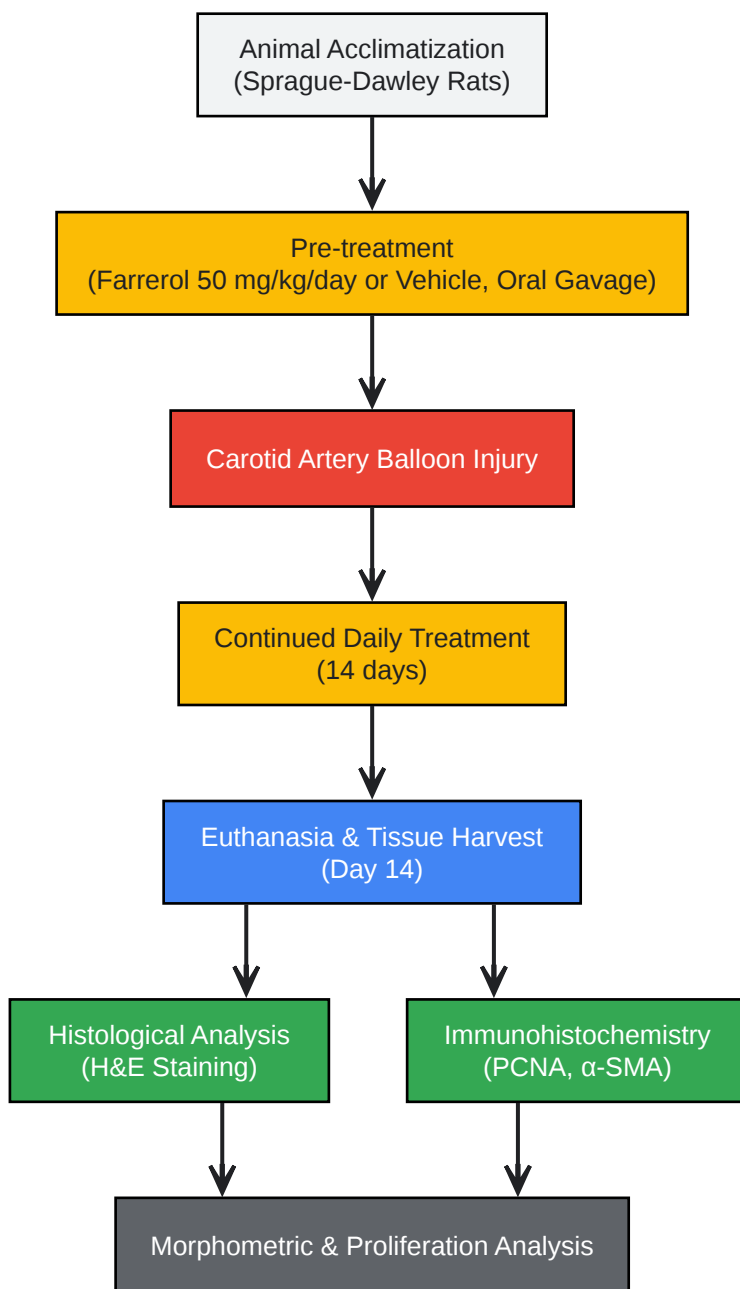 Animal Acclimatization
(Sprague-Dawley Rats)
Pre-treatment
(Farrerol 50 mg/kg/day or Vehicle, Oral Gavage)
Carotid Artery Balloon Injury
Continued Daily Treatment
(14 days)
Euthanasia & Tissue Harvest
(Day 14)
Histological Analysis
(H&E Staining)
Immunohistochemistry
(PCNA, α-SMA)
Morphometric & Proliferation Analysis